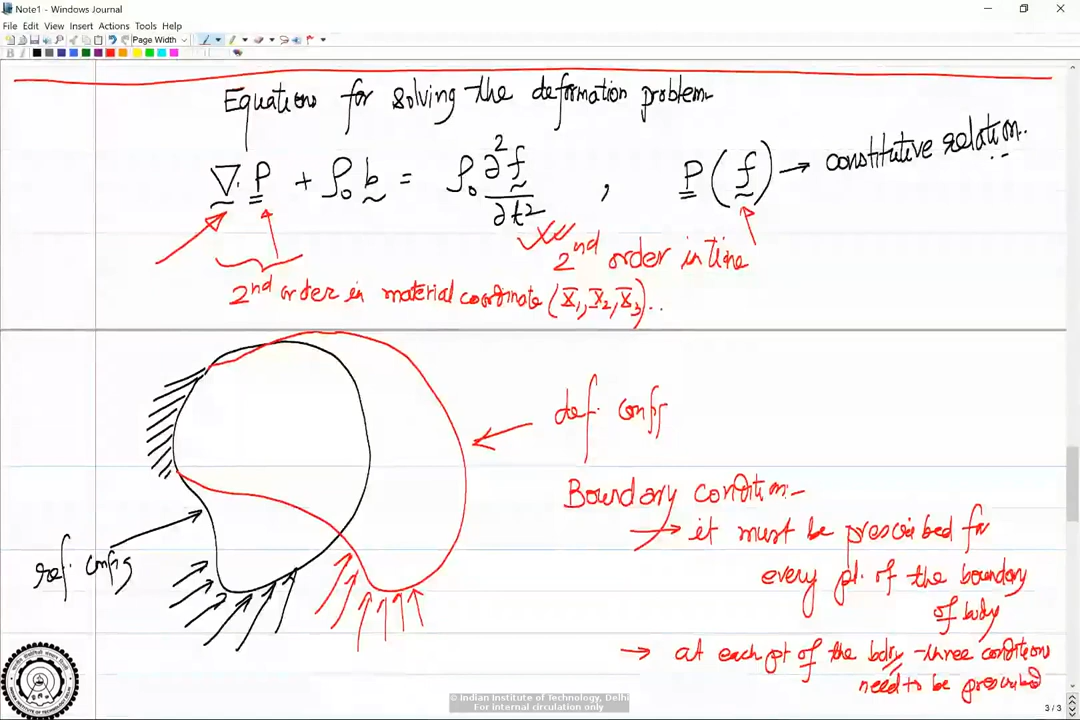 Note1 - Windows Journal
File Edit View Insert Actions Tools Help
Page Width
B I
Equations for solving the deformation problem-
∇·P + ρ₀ b = ρ₀ ∂²f/∂t² , P(f) → constitutive relation..
2nd order in time
2nd order in material coordinate (X̄₁, X̄₂, X̄₃)..
def. config
Boundary condition:-
→ it must be prescribed for
every pt. of the boundary
of body
ref. config
→ at each pt of the bdry three conditions
need to be prescribed
© Indian Institute of Technology, Delhi
For internal circulation only
3 / 3